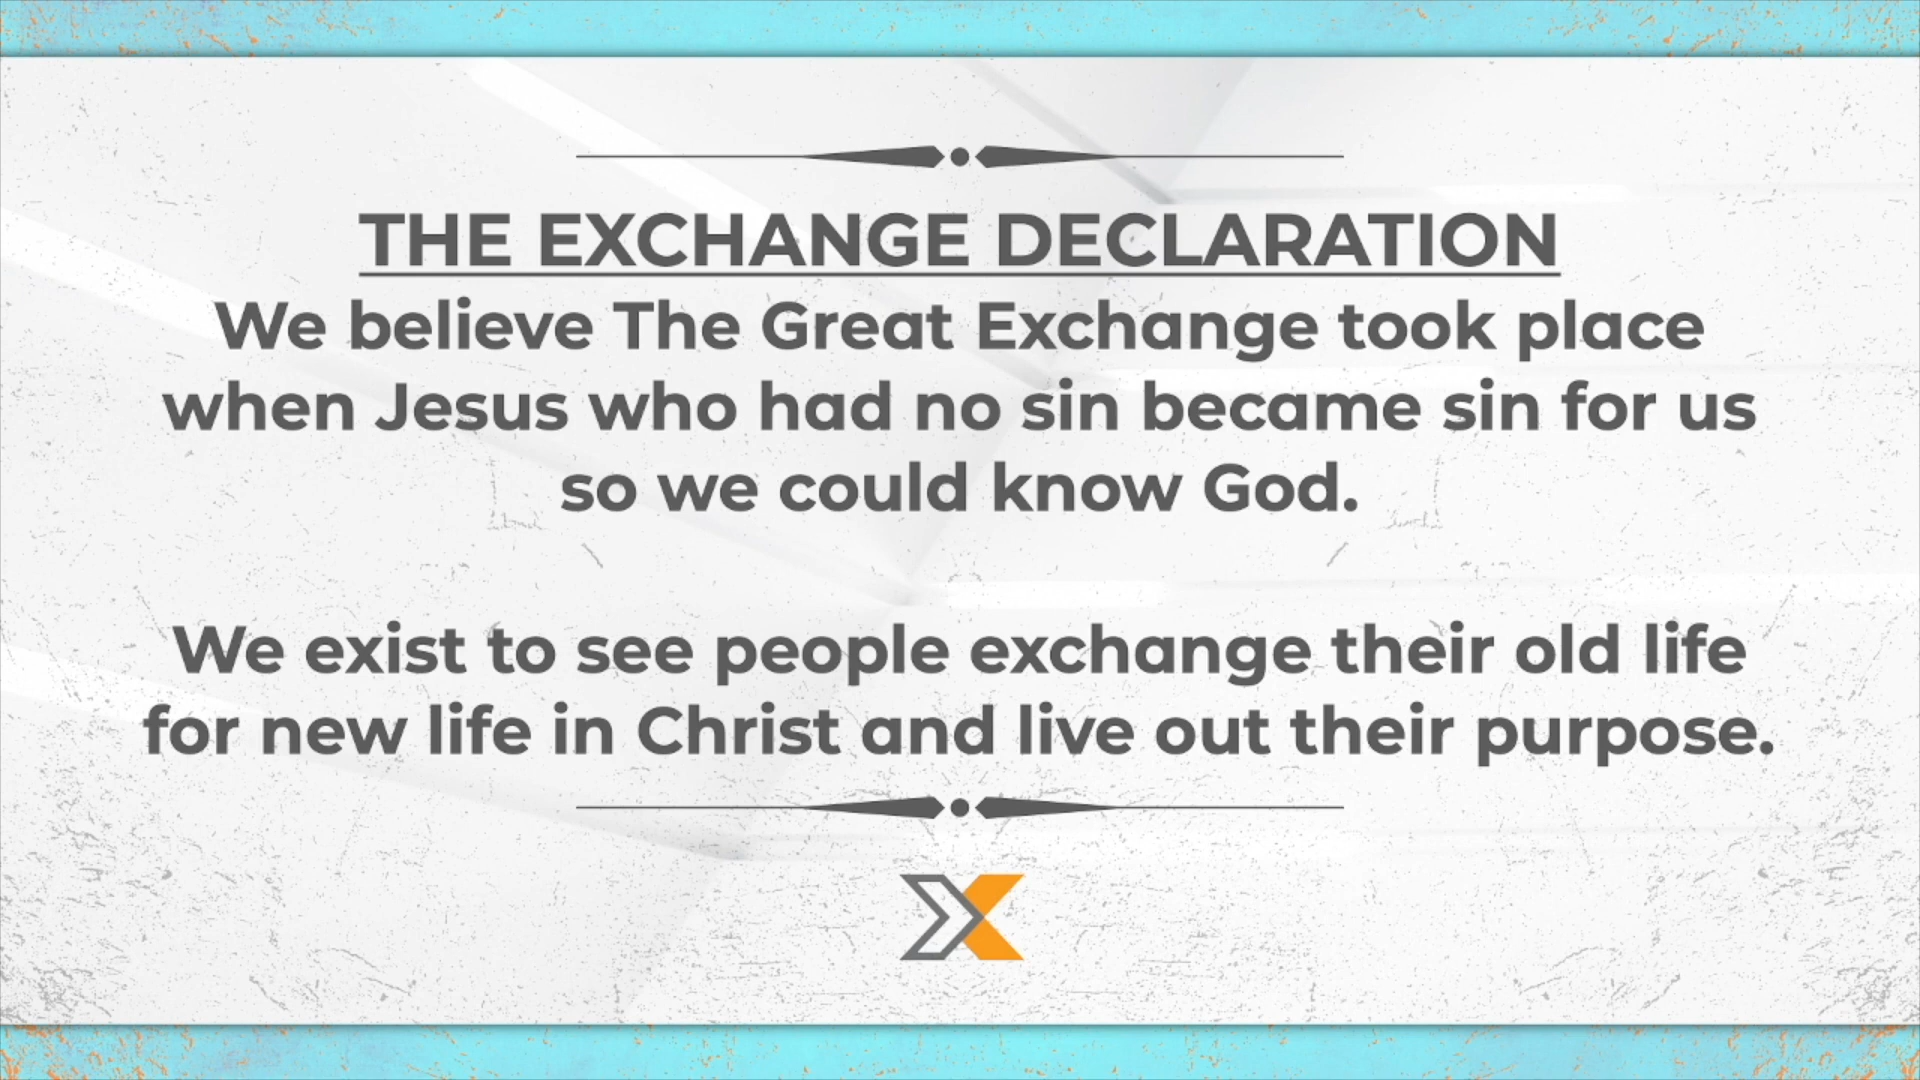 THE EXCHANGE DECLARATION
We believe The Great Exchange took place
when Jesus who had no sin became sin for us
so we could know God.
We exist to see people exchange their old life
for new life in Christ and live out their purpose.